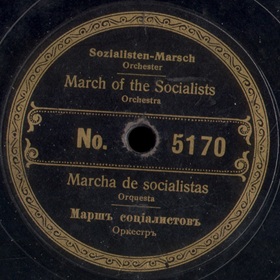 Sozialisten-Marsch
Orchester
March of the Socialists
Orchestra
No. 5170
Marcha de socialistas
Orquesta
Маршъ соціалистовъ
Оркестръ